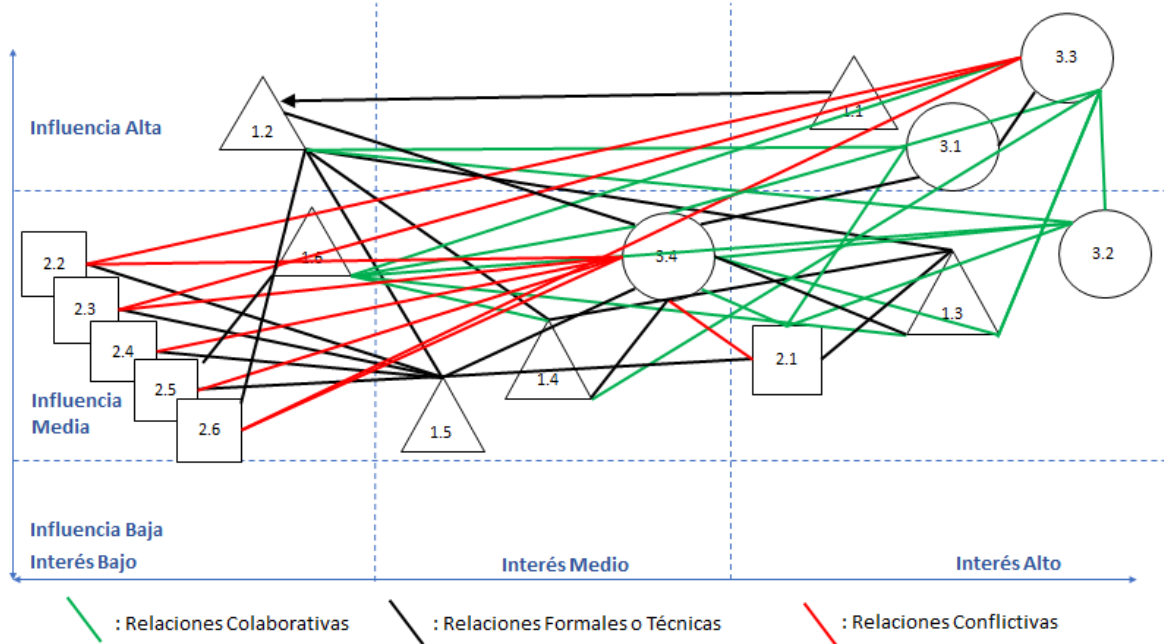 3.3
1.1
Influencia Alta
1.2
3.1
2.2
1.6
3.4
3.2
2.3
1.3
2.4
1.4
2.1
2.5
Influencia
Media
2.6
1.5
Influencia Baja
Interés Bajo
Interés Medio
Interés Alto
: Relaciones Colaborativas
: Relaciones Formales o Técnicas
: Relaciones Conflictivas